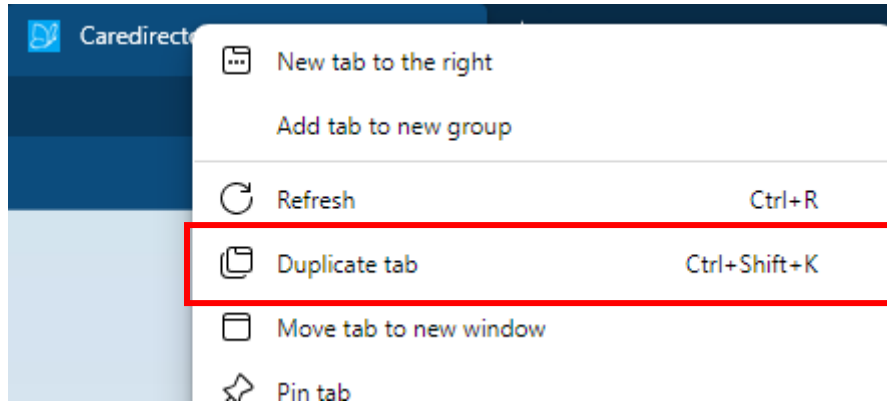 Caredirecto
New tab to the right
Add tab to new group
Refresh Ctrl+R
Duplicate tab Ctrl+Shift+K
Move tab to new window
Pin tab